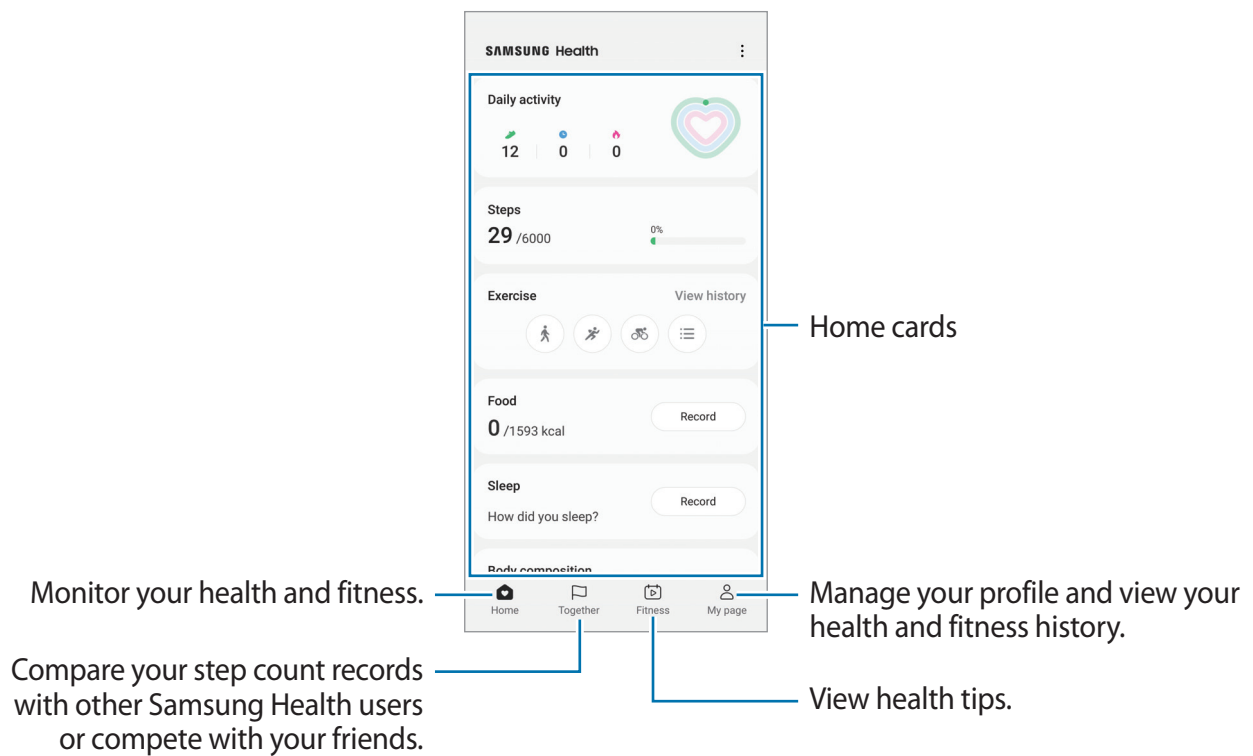 SAMSUNG Health
Daily activity
12
0
0
Steps
29 /6000
0%
Exercise
View history
Food
0 /1593 kcal
Record
Sleep
How did you sleep?
Record
Body composition
Home
Together
Fitness
My page
Home cards
Monitor your health and fitness.
Manage your profile and view your
health and fitness history.
Compare your step count records
with other Samsung Health users
or compete with your friends.
View health tips.